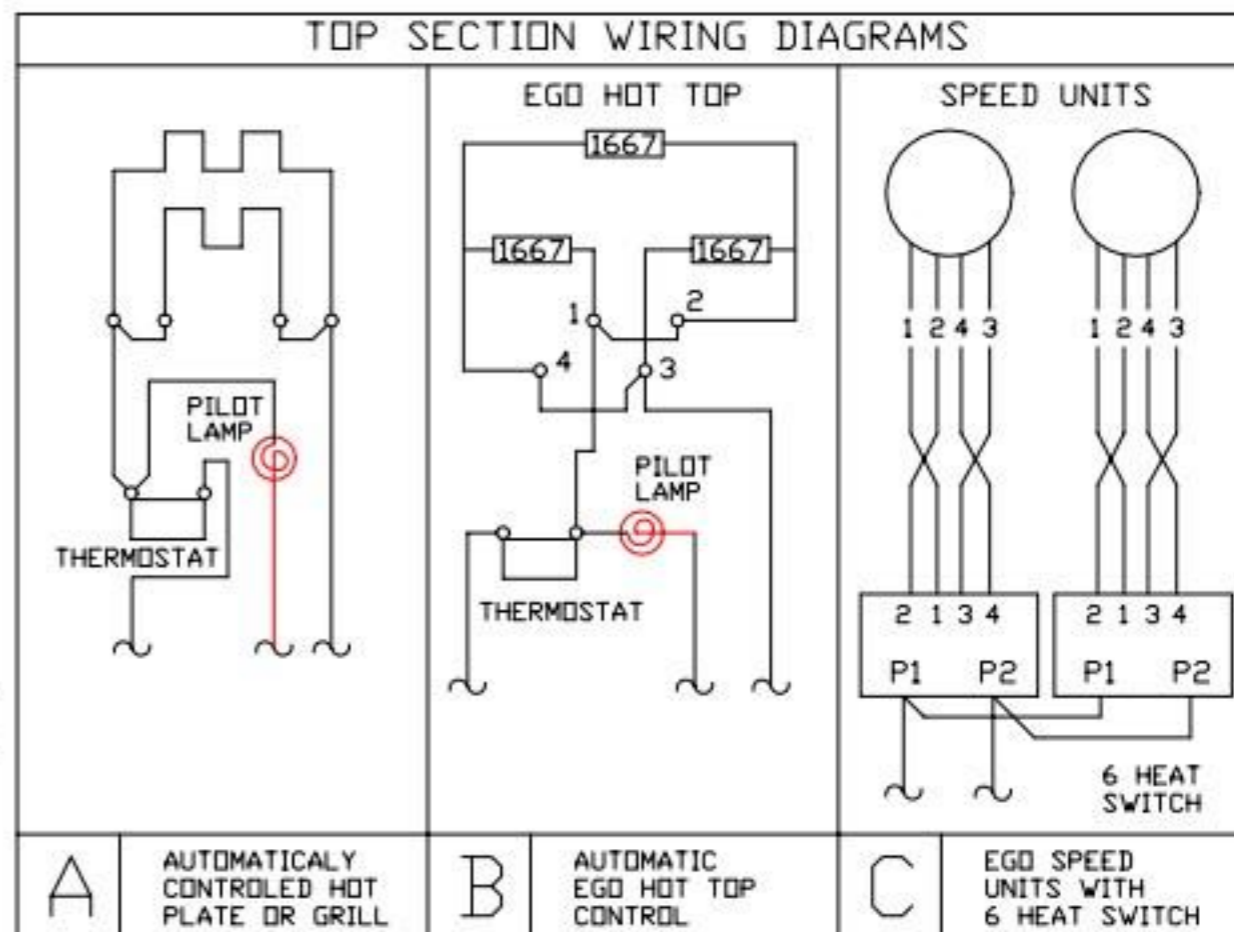 TOP SECTION WIRING DIAGRAMS
PILOT
LAMP
THERMOSTAT
A
AUTOMATICALY
CONTROLED HOT
PLATE OR GRILL
EGO HOT TOP
1667
1667 1667
1 2
4 3
PILOT
LAMP
THERMOSTAT
B
AUTOMATIC
EGO HOT TOP
CONTROL
SPEED UNITS
1 2 4 3 1 2 4 3
2 1 3 4 2 1 3 4
P1 P2 P1 P2
6 HEAT
SWITCH
C
EGO SPEED
UNITS WITH
6 HEAT SWITCH